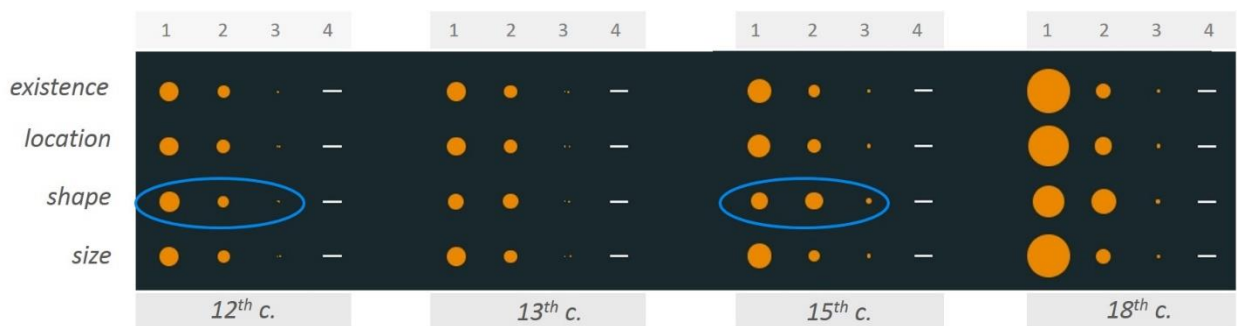 1 2 3 4 1 2 3 4 1 2 3 4 1 2 3 4
existence
location
shape
size
12th c. 13th c. 15th c. 18th c.